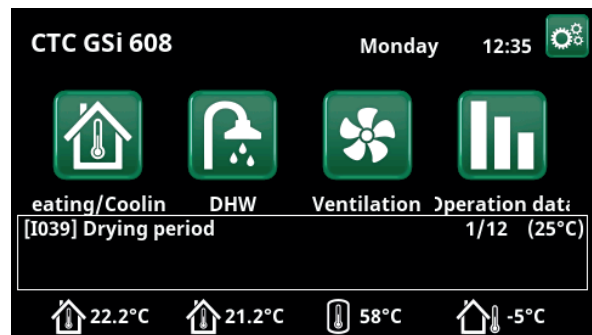 CTC GSi 608 Monday 12:35
eating/Coolin DHW Ventilation Operation data
[I039] Drying period 1/12 (25°C)
22.2°C 21.2°C 58°C -5°C